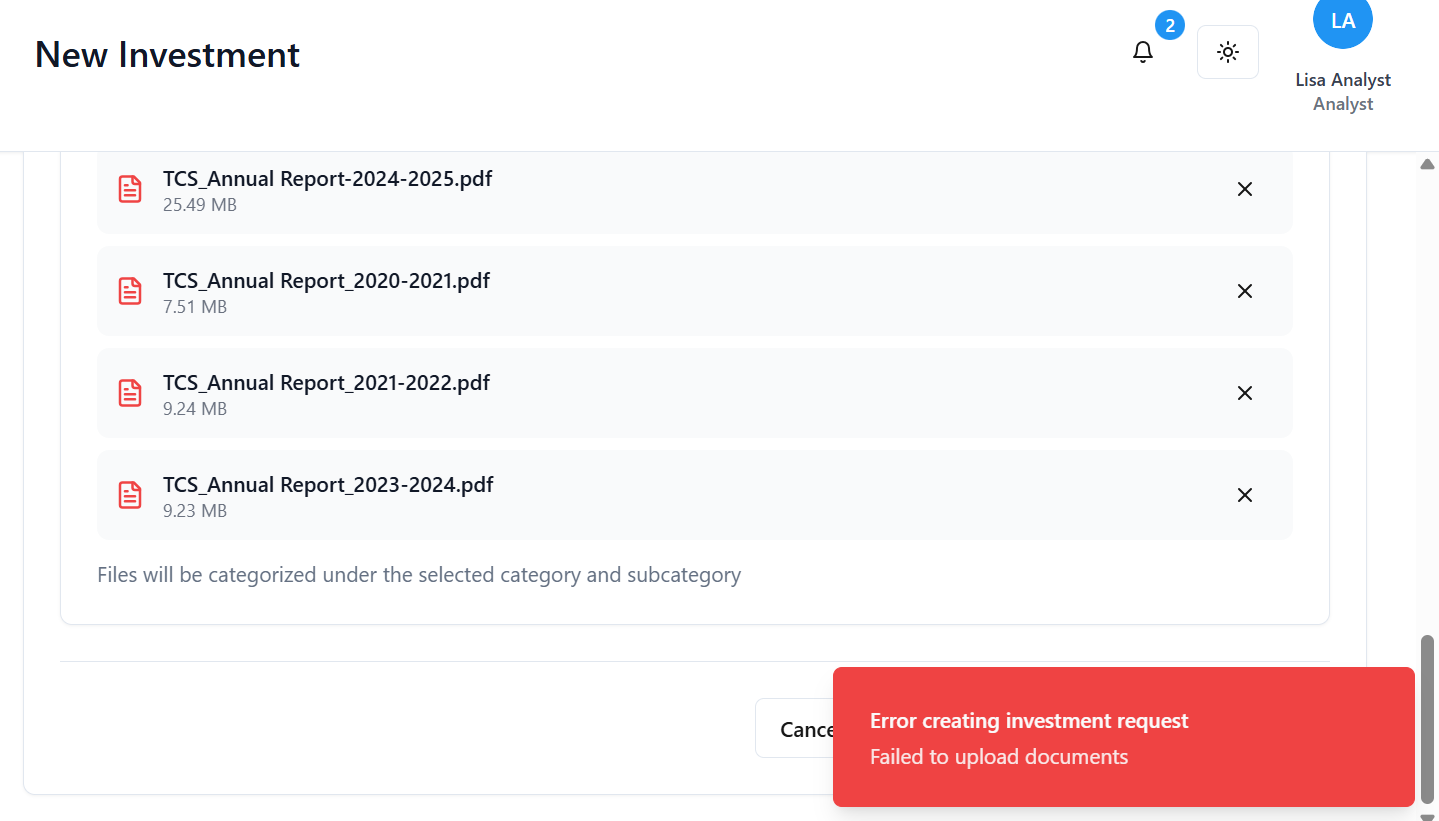 New Investment
2
LA
Lisa Analyst
Analyst
TCS_Annual Report-2024-2025.pdf
25.49 MB
TCS_Annual Report_2020-2021.pdf
7.51 MB
TCS_Annual Report_2021-2022.pdf
9.24 MB
TCS_Annual Report_2023-2024.pdf
9.23 MB
Files will be categorized under the selected category and subcategory
Cance
Error creating investment request
Failed to upload documents